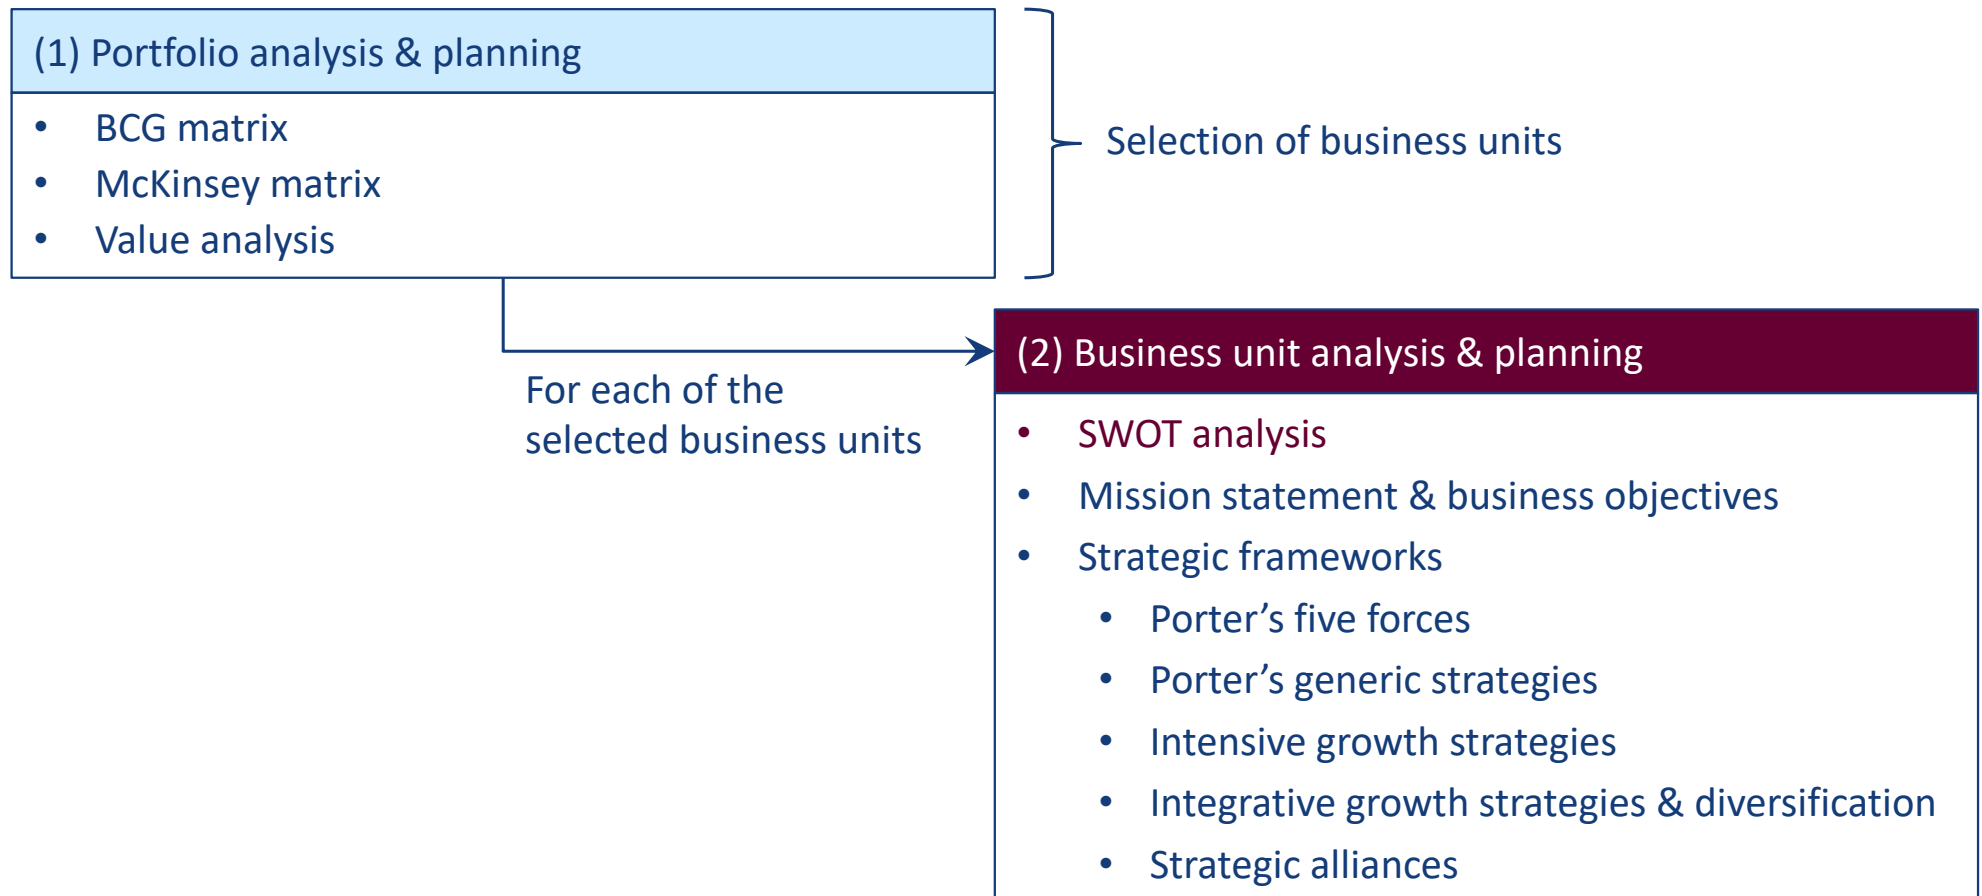 (1) Portfolio analysis & planning
• BCG matrix
• McKinsey matrix
• Value analysis
Selection of business units
For each of the
selected business units
(2) Business unit analysis & planning
• SWOT analysis
• Mission statement & business objectives
• Strategic frameworks
• Porter’s five forces
• Porter’s generic strategies
• Intensive growth strategies
• Integrative growth strategies & diversification
• Strategic alliances